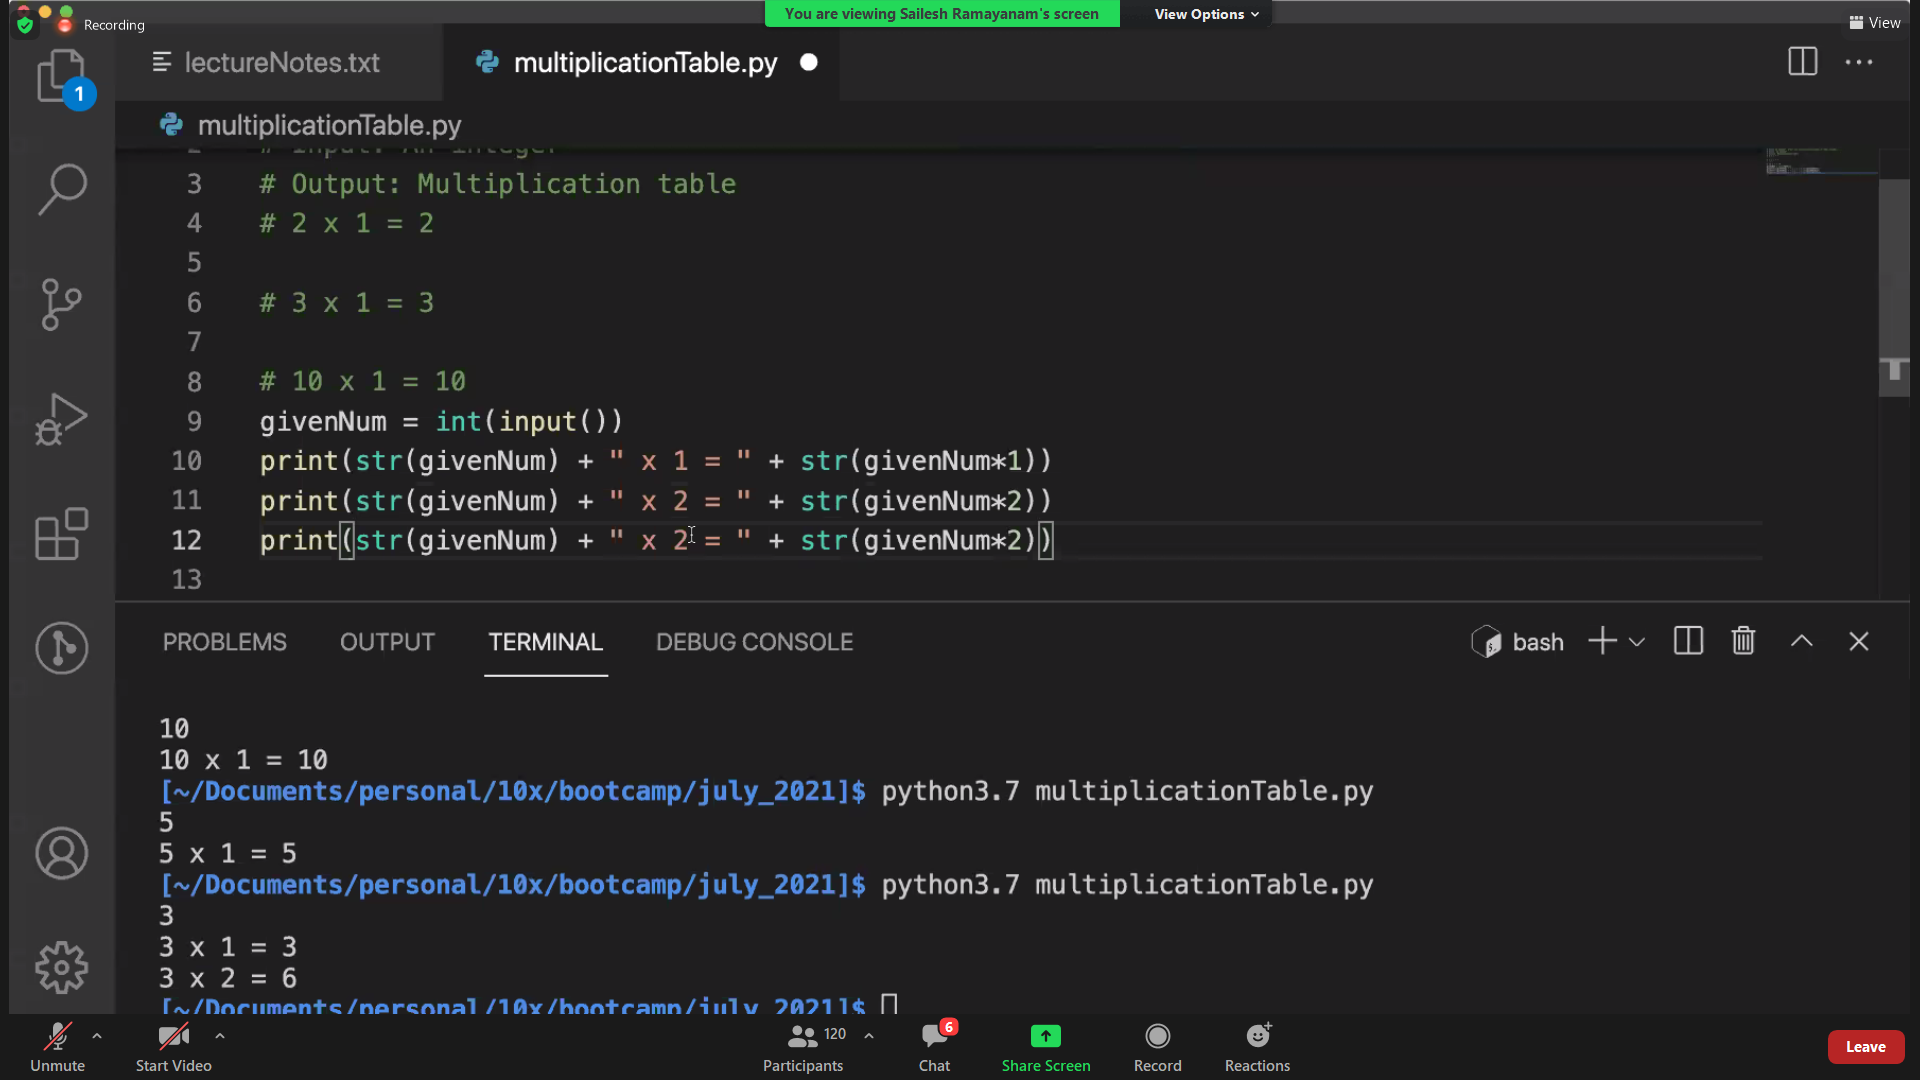 Recording
You are viewing Sailesh Ramayanam's screen
View Options
View
lectureNotes.txt
multiplicationTable.py
1
multiplicationTable.py
2 # Input: An integer
3 # Output: Multiplication table
4 # 2 x 1 = 2
5
6 # 3 x 1 = 3
7
8 # 10 x 1 = 10
9 givenNum = int(input())
10 print(str(givenNum) + " x 1 = " + str(givenNum*1))
11 print(str(givenNum) + " x 2 = " + str(givenNum*2))
12 print(str(givenNum) + " x 2 = " + str(givenNum*2))
13
PROBLEMS OUTPUT TERMINAL DEBUG CONSOLE
bash
10
10 x 1 = 10
[~/Documents/personal/10x/bootcamp/july_2021]$ python3.7 multiplicationTable.py
5
5 x 1 = 5
[~/Documents/personal/10x/bootcamp/july_2021]$ python3.7 multiplicationTable.py
3
3 x 1 = 3
3 x 2 = 6
[~/Documents/personal/10x/bootcamp/july_2021]$
Unmute
Start Video
120
Participants
6
Chat
Share Screen
Record
Reactions
Leave